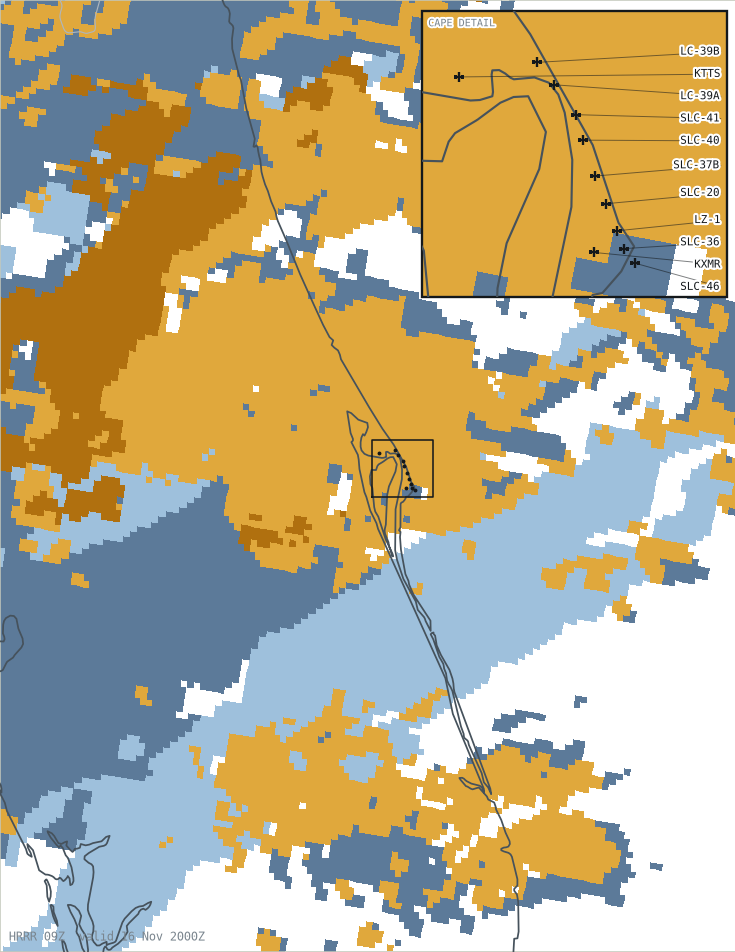 CAPE DETAIL
LC-39B
KTTS
LC-39A
SLC-41
SLC-40
SLC-37B
SLC-20
LZ-1
SLC-36
KXMR
SLC-46
HRRR 09Z valid 26 Nov 2000Z